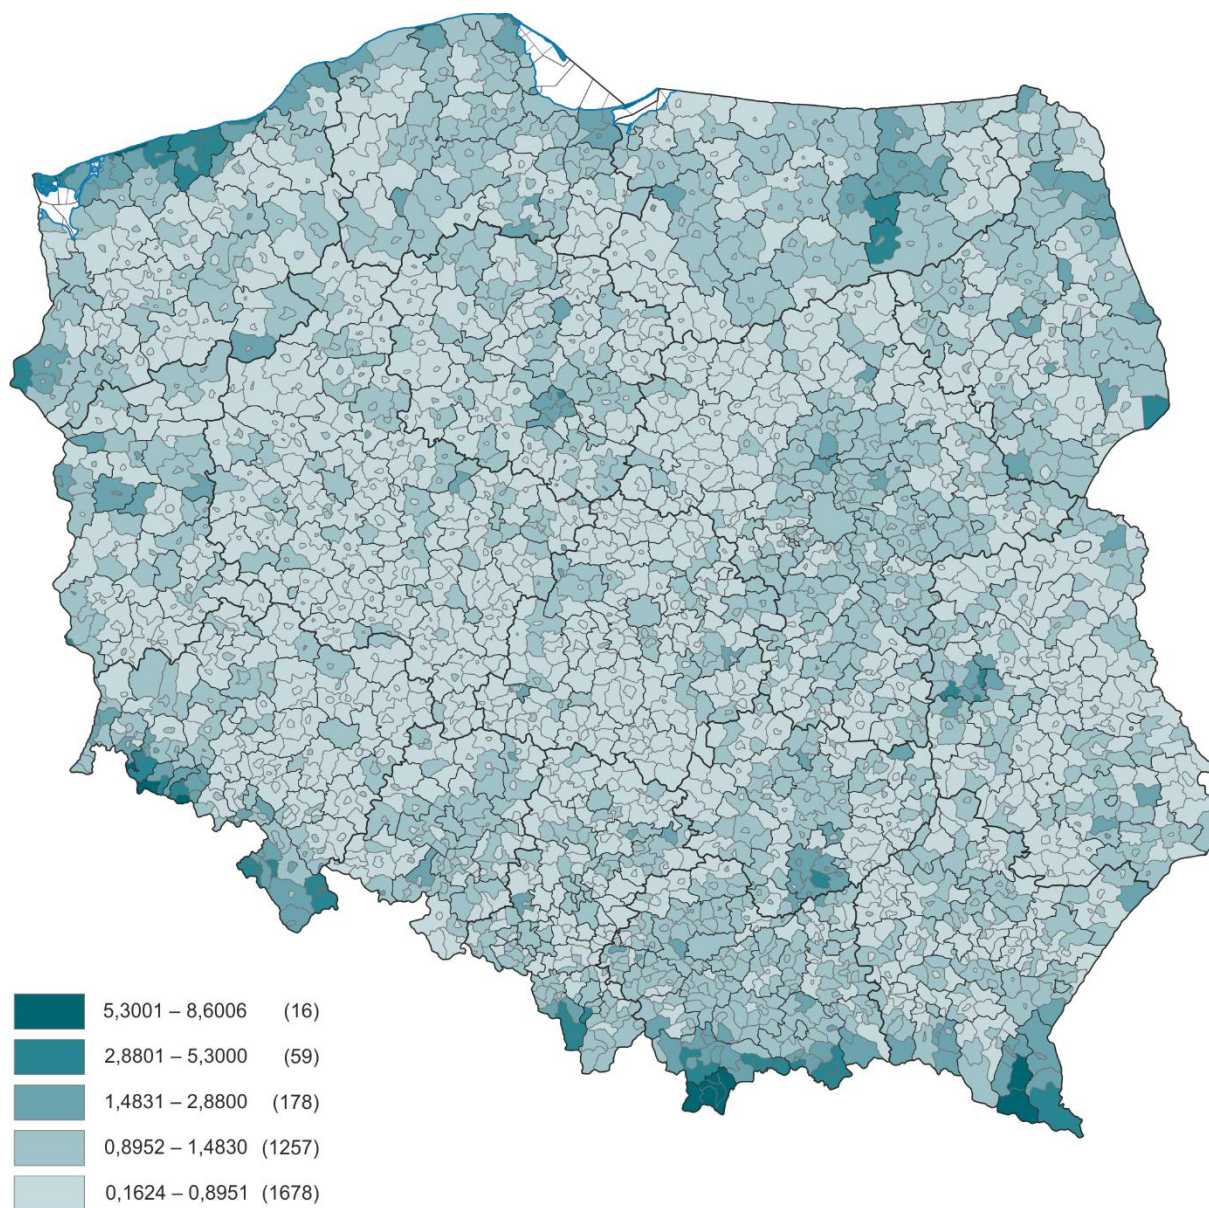 5,3001 – 8,6006 (16)
2,8801 – 5,3000 (59)
1,4831 – 2,8800 (178)
0,8952 – 1,4830 (1257)
0,1624 – 0,8951 (1678)